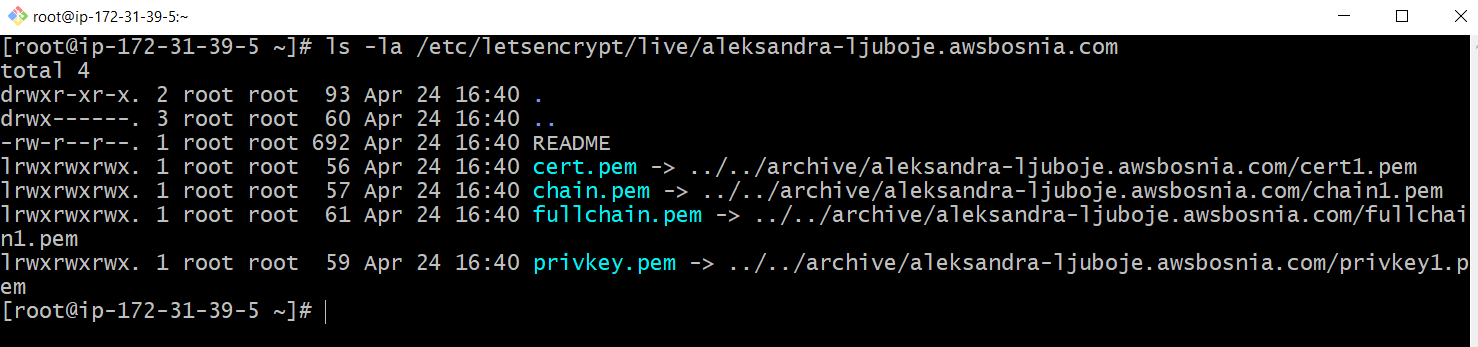 root@ip-172-31-39-5:~
[root@ip-172-31-39-5 ~]# ls -la /etc/letsencrypt/live/aleksandra-ljuboje.awsbosnia.com
total 4
drwxr-xr-x. 2 root root  93 Apr 24 16:40 .
drwx------. 3 root root  60 Apr 24 16:40 ..
-rw-r--r--. 1 root root 692 Apr 24 16:40 README
lrwxrwxrwx. 1 root root  56 Apr 24 16:40 cert.pem -> ../../archive/aleksandra-ljuboje.awsbosnia.com/cert1.pem
lrwxrwxrwx. 1 root root  57 Apr 24 16:40 chain.pem -> ../../archive/aleksandra-ljuboje.awsbosnia.com/chain1.pem
lrwxrwxrwx. 1 root root  61 Apr 24 16:40 fullchain.pem -> ../../archive/aleksandra-ljuboje.awsbosnia.com/fullchai
n1.pem
lrwxrwxrwx. 1 root root  59 Apr 24 16:40 privkey.pem -> ../../archive/aleksandra-ljuboje.awsbosnia.com/privkey1.p
em
[root@ip-172-31-39-5 ~]#